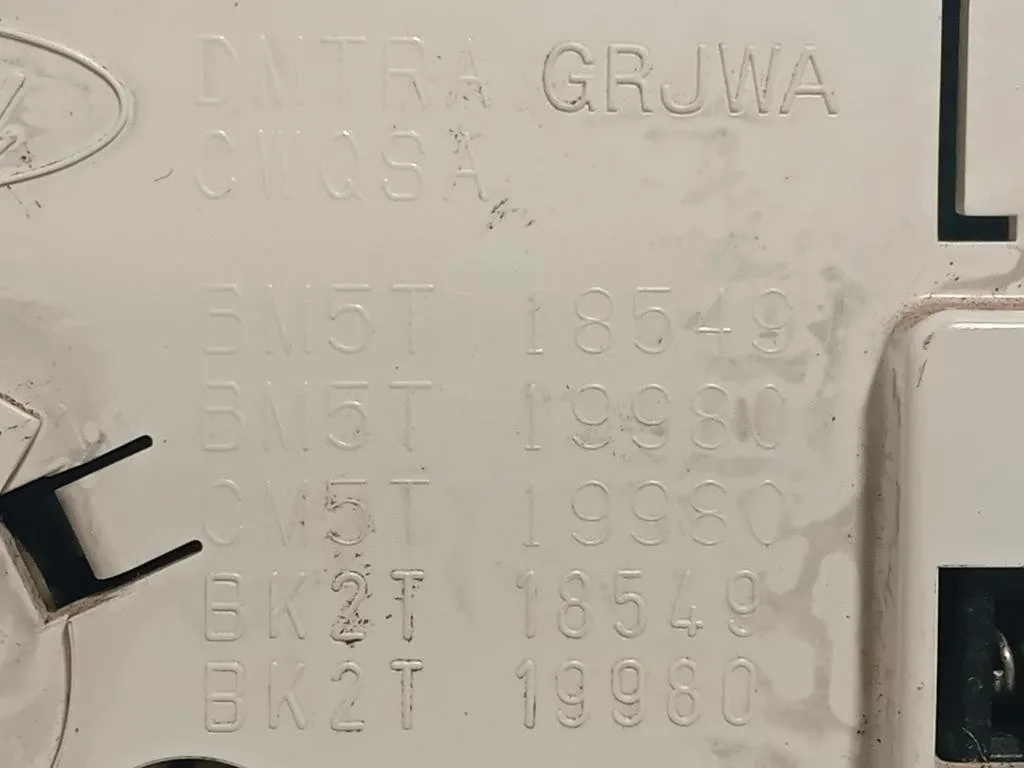 DMTRA GRJWA
CWQSA
BM5T 18549
BM5T 19980
CM5T 19980
BK2T 18549
BK2T 19980